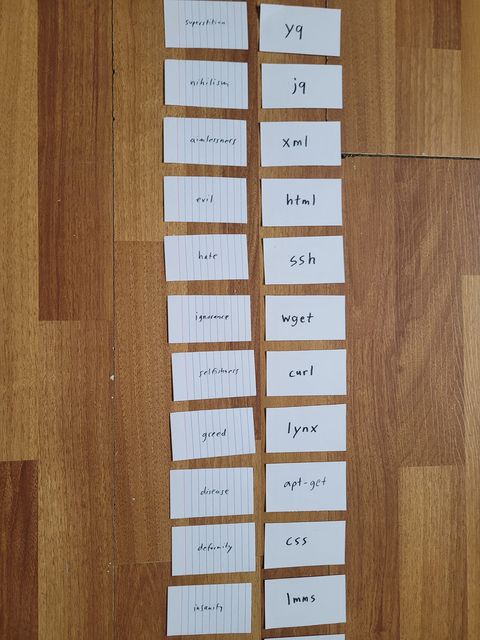 superstition yq
nihilism jq
aimlessness xml
evil html
hate ssh
ignorance wget
selfishness curl
greed lynx
disease apt-get
deformity css
insanity lmms